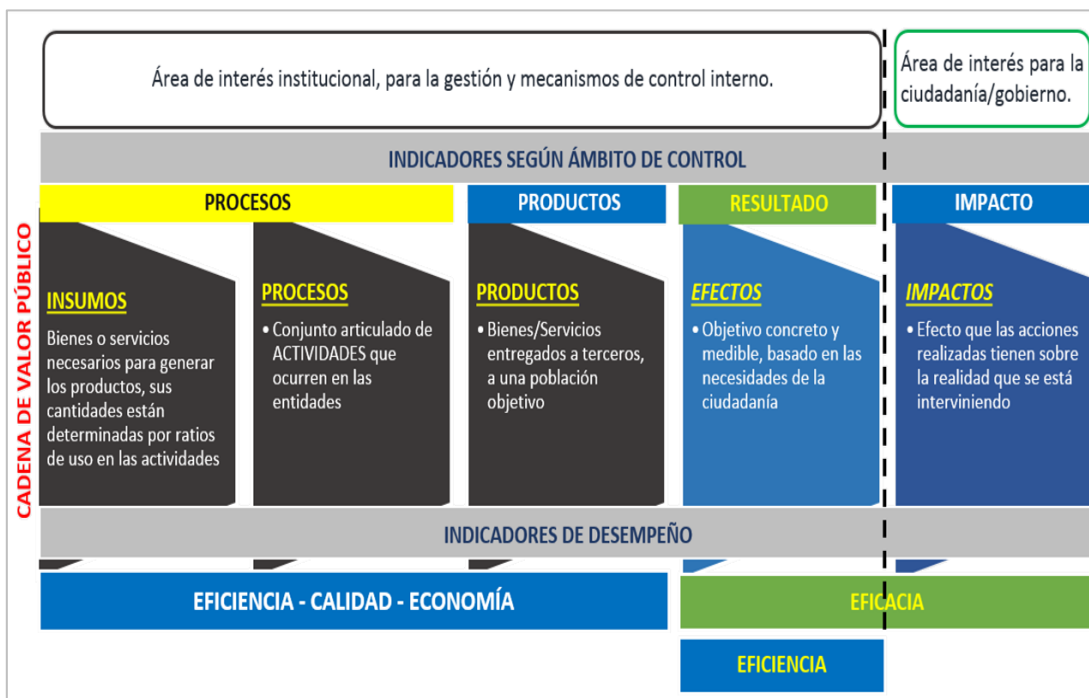 Área de interés institucional, para la gestión y mecanismos de control interno.
Área de interés para la
ciudadanía/gobierno.
INDICADORES SEGÚN ÁMBITO DE CONTROL
CADENA DE VALOR PÚBLICO
PROCESOS
PRODUCTOS
RESULTADO
IMPACTO
INSUMOS
Bienes o servicios
necesarios para generar
los productos, sus
cantidades están
determinadas por ratios
de uso en las actividades
PROCESOS
• Conjunto articulado de
ACTIVIDADES que
ocurren en las
entidades
PRODUCTOS
• Bienes/Servicios
entregados a terceros,
a una población
objetivo
EFECTOS
• Objetivo concreto y
medible, basado en las
necesidades de la
ciudadanía
IMPACTOS
• Efecto que las acciones
realizadas tienen sobre
la realidad que se está
interviniendo
INDICADORES DE DESEMPEÑO
EFICIENCIA - CALIDAD - ECONOMÍA
EFICACIA
EFICIENCIA